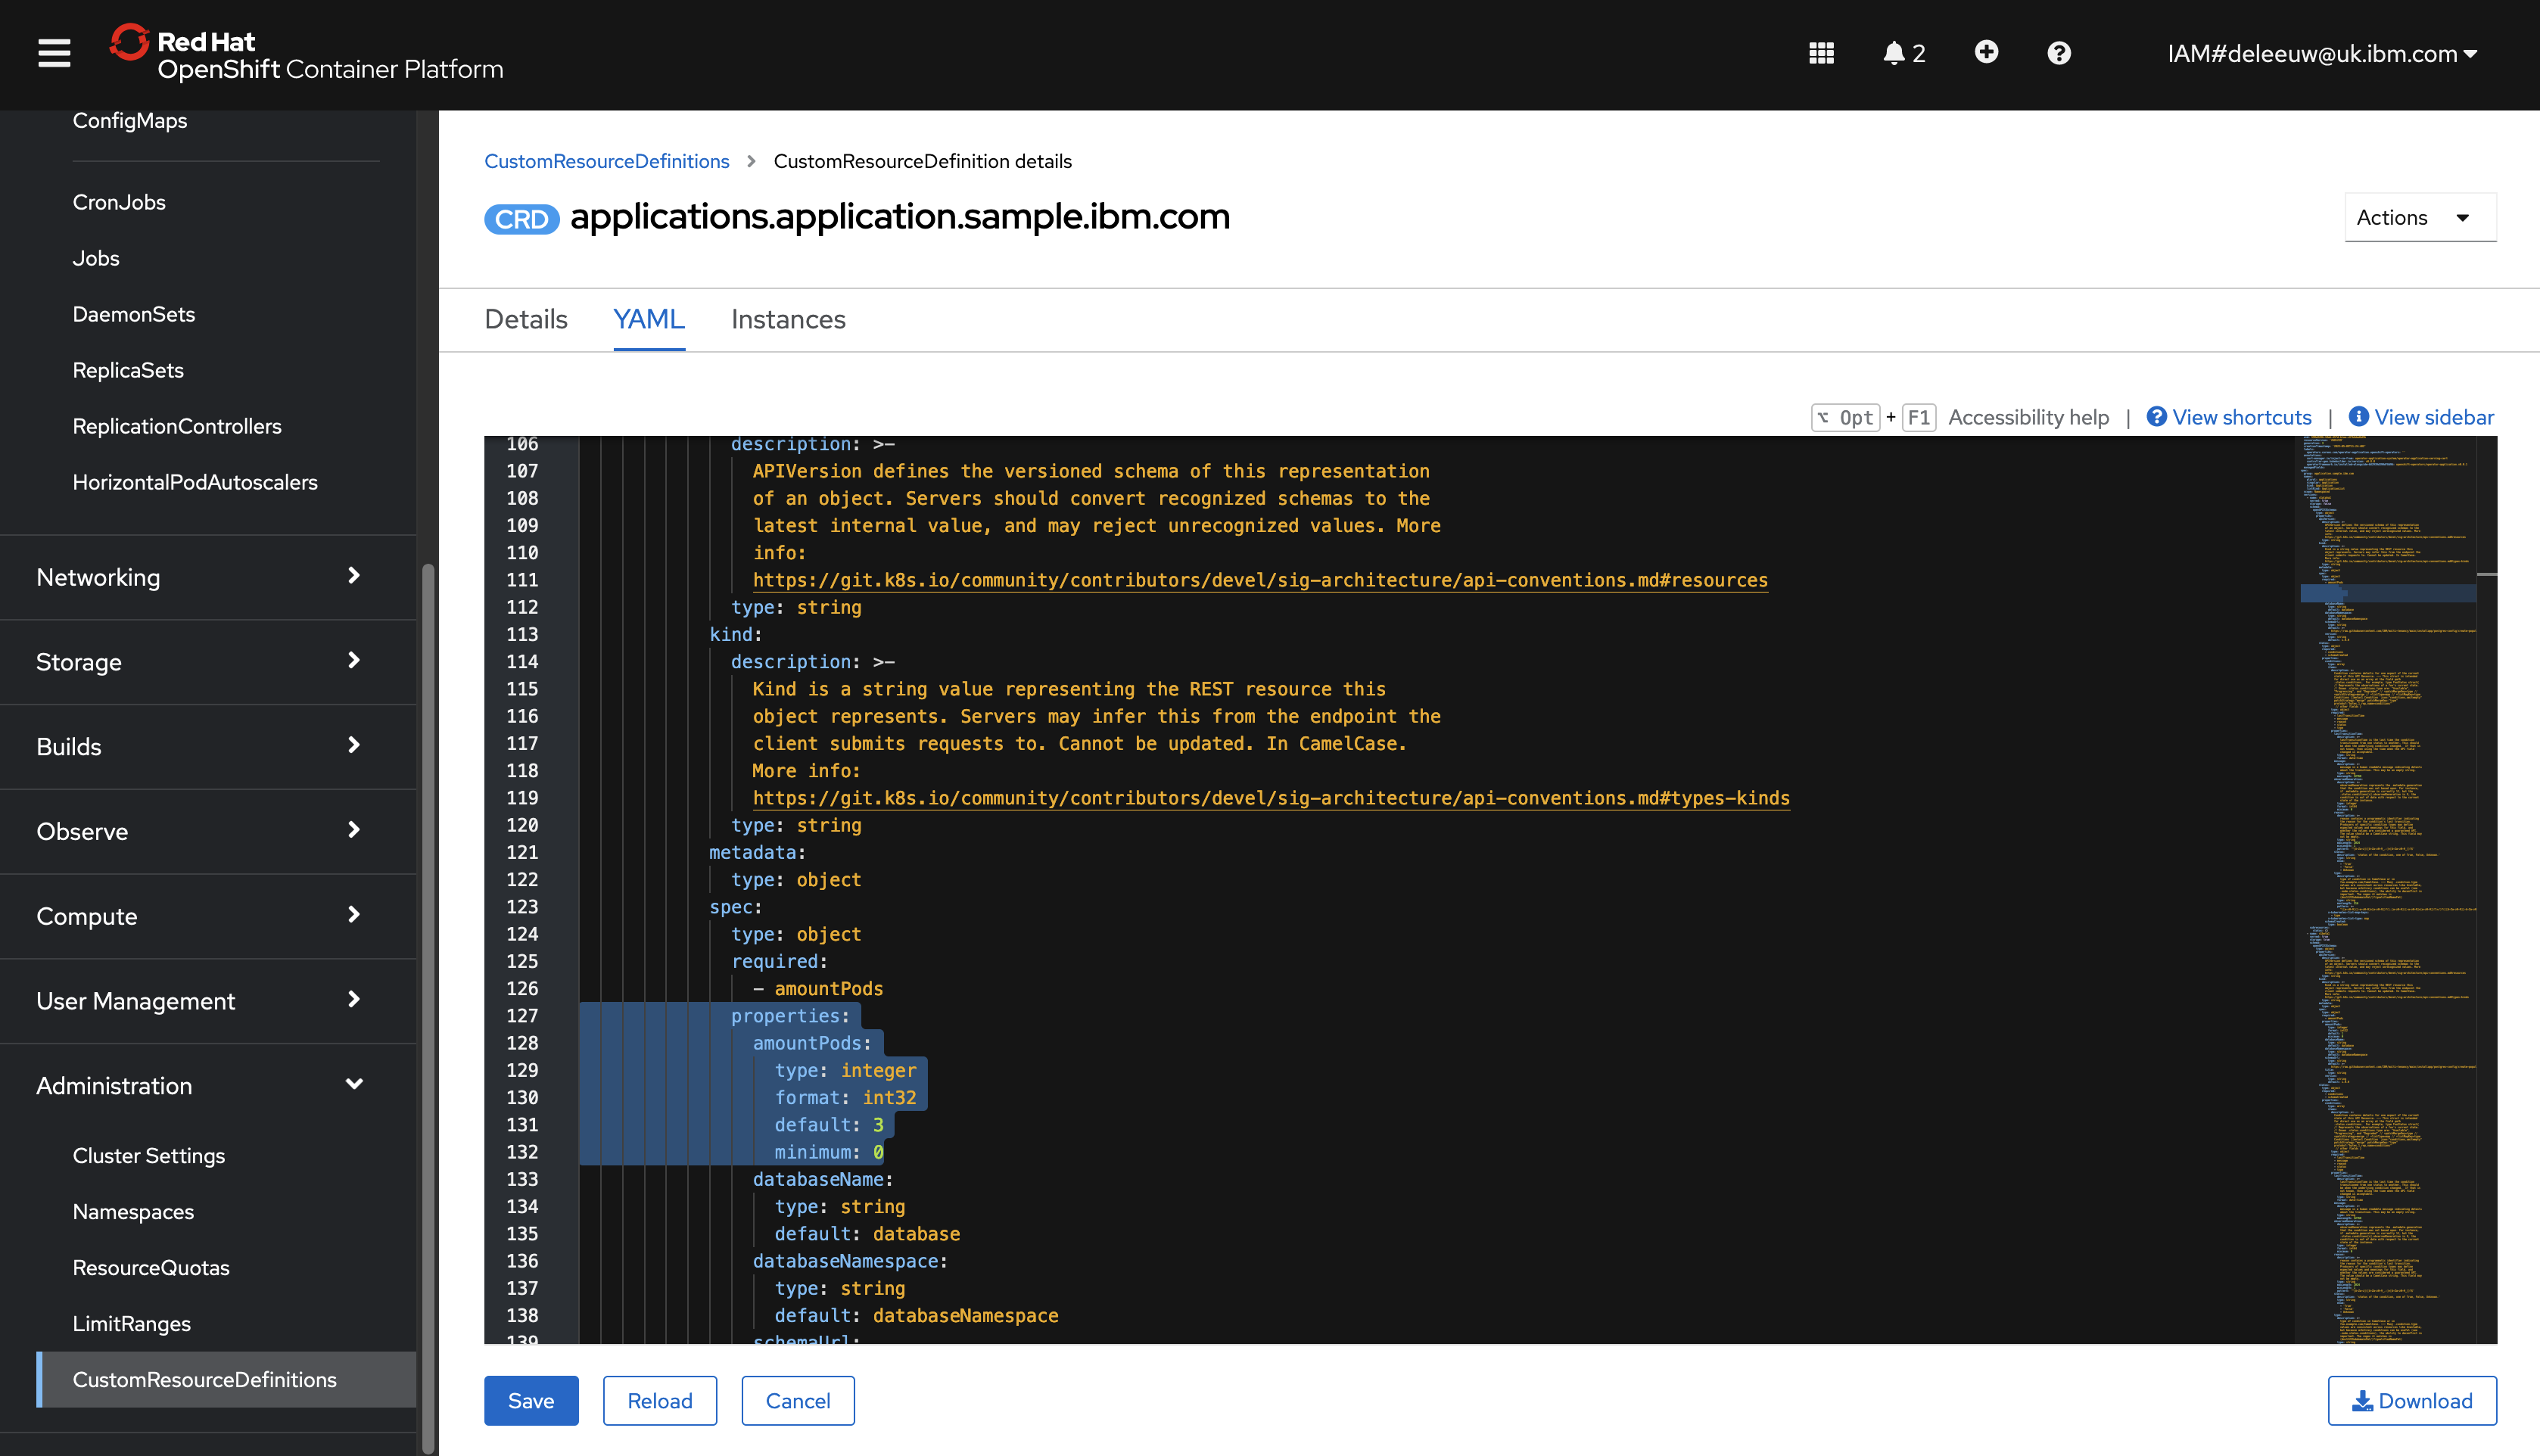 Red Hat
OpenShift Container Platform
2
IAM#deleeuw@uk.ibm.com
ConfigMaps
CronJobs
Jobs
DaemonSets
ReplicaSets
ReplicationControllers
HorizontalPodAutoscalers
Networking
Storage
Builds
Observe
Compute
User Management
Administration
Cluster Settings
Namespaces
ResourceQuotas
LimitRanges
CustomResourceDefinitions
CustomResourceDefinitions > CustomResourceDefinition details
CRD applications.application.sample.ibm.com
Actions
Details YAML Instances
⌥ Opt + F1 Accessibility help | View shortcuts | View sidebar
106 description: >-
107 APIVersion defines the versioned schema of this representation
108 of an object. Servers should convert recognized schemas to the
109 latest internal value, and may reject unrecognized values. More
110 info:
111 https://git.k8s.io/community/contributors/devel/sig-architecture/api-conventions.md#resources
112 type: string
113 kind:
114 description: >-
115 Kind is a string value representing the REST resource this
116 object represents. Servers may infer this from the endpoint the
117 client submits requests to. Cannot be updated. In CamelCase.
118 More info:
119 https://git.k8s.io/community/contributors/devel/sig-architecture/api-conventions.md#types-kinds
120 type: string
121 metadata:
122 type: object
123 spec:
124 type: object
125 required:
126 - amountPods
127 properties:
128 amountPods:
129 type: integer
130 format: int32
131 default: 3
132 minimum: 0
133 databaseName:
134 type: string
135 default: database
136 databaseNamespace:
137 type: string
138 default: databaseNamespace
139 schemaUrl:
Save Reload Cancel Download